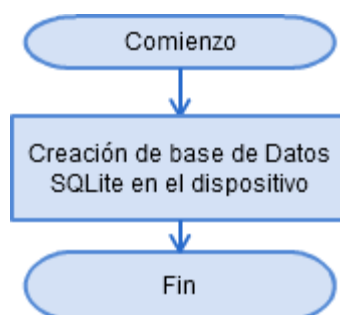 Comienzo
Creación de base de Datos
SQLite en el dispositivo
Fin